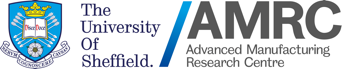 The
University
Of
Sheffield.
AMRC
Advanced Manufacturing
Research Centre